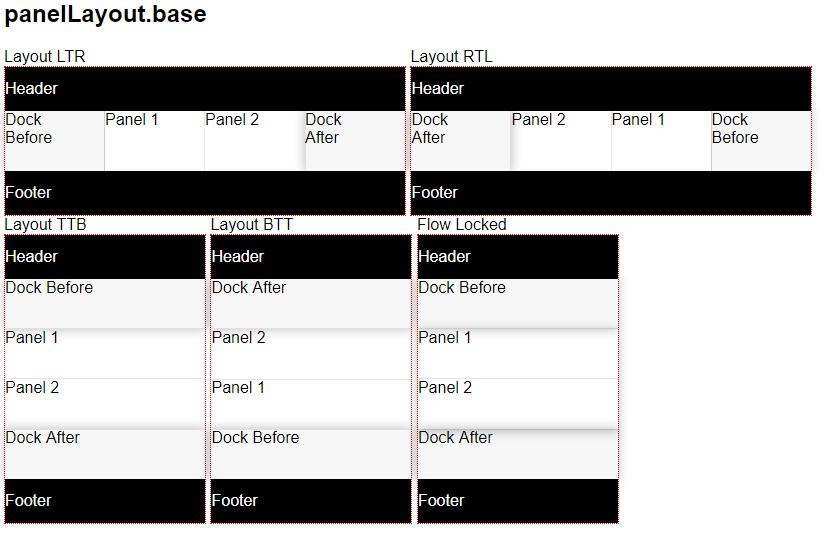 panelLayout.base
Layout LTR
Header
Dock
Before
Panel 1
Panel 2
Dock
After
Footer
Layout RTL
Header
Dock
After
Panel 2
Panel 1
Dock
Before
Footer
Layout TTB
Header
Dock Before
Panel 1
Panel 2
Dock After
Footer
Layout BTT
Header
Dock After
Panel 2
Panel 1
Dock Before
Footer
Flow Locked
Header
Dock Before
Panel 1
Panel 2
Dock After
Footer